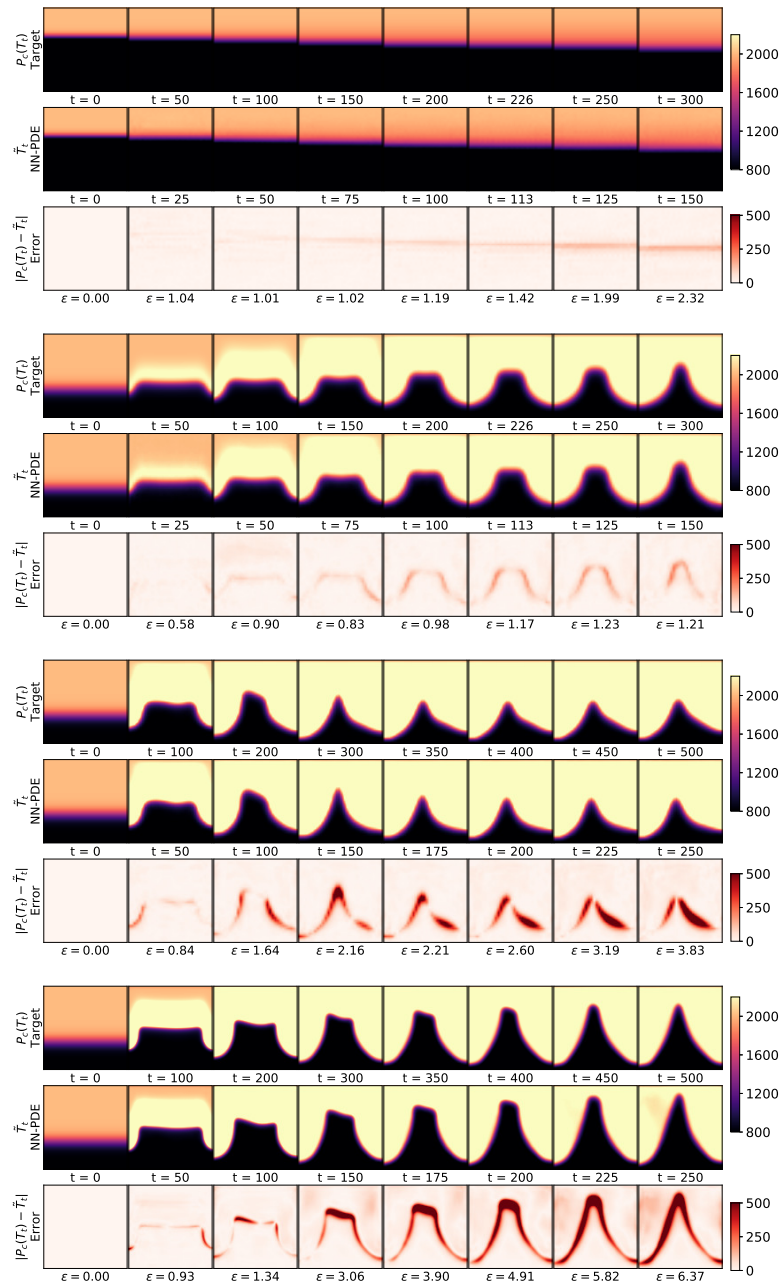 P_c(T_t)
Target
2000
1600
1200
800
t = 0 t = 50 t = 100 t = 150 t = 200 t = 226 t = 250 t = 300
T̃_t
NN-PDE
t = 0 t = 25 t = 50 t = 75 t = 100 t = 113 t = 125 t = 150
|P_c(T_t) − T̃_t|
Error
500
250
0
ε = 0.00 ε = 1.04 ε = 1.01 ε = 1.02 ε = 1.19 ε = 1.42 ε = 1.99 ε = 2.32
P_c(T_t)
Target
2000
1600
1200
800
t = 0 t = 50 t = 100 t = 150 t = 200 t = 226 t = 250 t = 300
T̃_t
NN-PDE
t = 0 t = 25 t = 50 t = 75 t = 100 t = 113 t = 125 t = 150
|P_c(T_t) − T̃_t|
Error
500
250
0
ε = 0.00 ε = 0.58 ε = 0.90 ε = 0.83 ε = 0.98 ε = 1.17 ε = 1.23 ε = 1.21
P_c(T_t)
Target
2000
1600
1200
800
t = 0 t = 100 t = 200 t = 300 t = 350 t = 400 t = 450 t = 500
T̃_t
NN-PDE
t = 0 t = 50 t = 100 t = 150 t = 175 t = 200 t = 225 t = 250
|P_c(T_t) − T̃_t|
Error
500
250
0
ε = 0.00 ε = 0.84 ε = 1.64 ε = 2.16 ε = 2.21 ε = 2.60 ε = 3.19 ε = 3.83
P_c(T_t)
Target
2000
1600
1200
800
t = 0 t = 100 t = 200 t = 300 t = 350 t = 400 t = 450 t = 500
T̃_t
NN-PDE
t = 0 t = 50 t = 100 t = 150 t = 175 t = 200 t = 225 t = 250
|P_c(T_t) − T̃_t|
Error
500
250
0
ε = 0.00 ε = 0.93 ε = 1.34 ε = 3.06 ε = 3.90 ε = 4.91 ε = 5.82 ε = 6.37